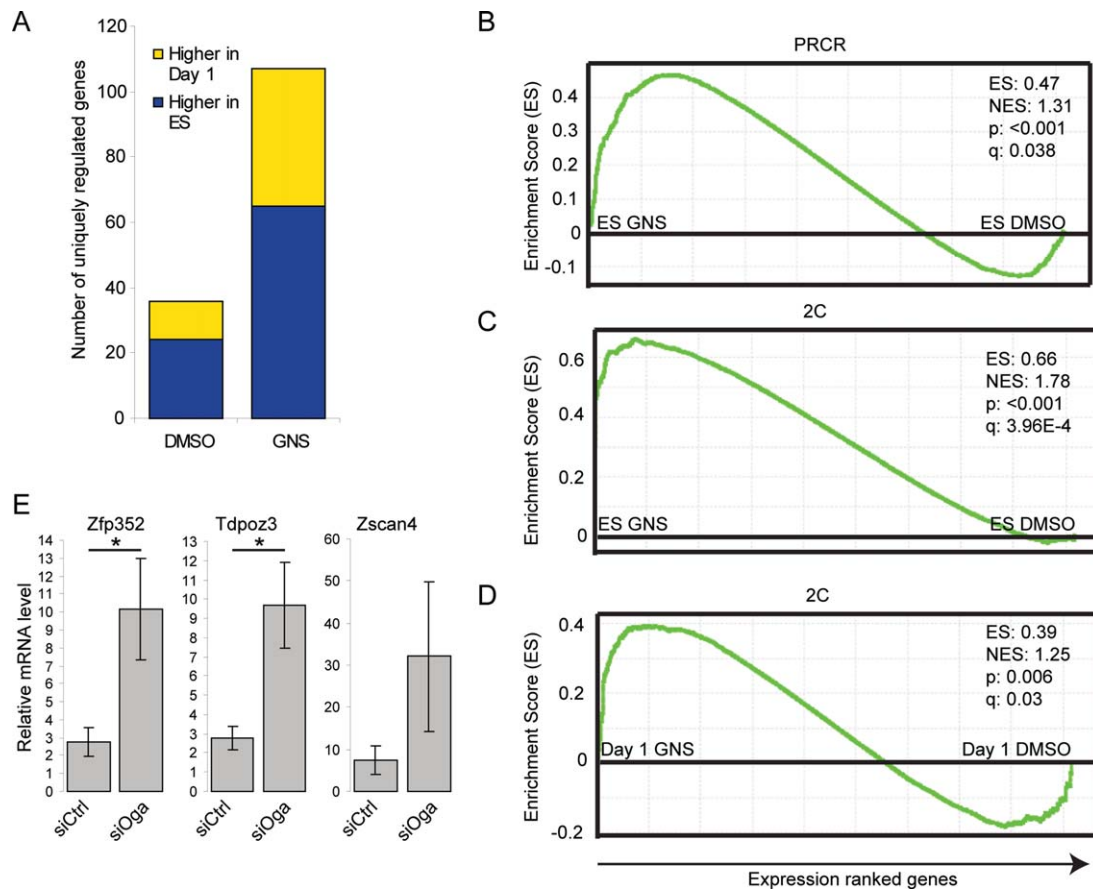 A
Number of uniquely regulated genes
120
100
80
60
40
20
0
Higher in
Day 1
Higher in
ES
DMSO
GNS
B
PRCR
Enrichment Score (ES)
0.4
0.3
0.2
0.1
0
-0.1
ES: 0.47
NES: 1.31
p: <0.001
q: 0.038
ES GNS
ES DMSO
C
2C
Enrichment Score (ES)
0.6
0.4
0.2
0
ES: 0.66
NES: 1.78
p: <0.001
q: 3.96E-4
ES GNS
ES DMSO
D
2C
Enrichment Score (ES)
0.4
0.2
0
-0.2
ES: 0.39
NES: 1.25
p: 0.006
q: 0.03
Day 1 GNS
Day 1 DMSO
Expression ranked genes
E
Relative mRNA level
Zfp352
14
13
12
11
10
9
8
7
6
5
4
3
2
1
0
*
siCtrl
siOga
Tdpoz3
14
13
12
11
10
9
8
7
6
5
4
3
2
1
0
*
siCtrl
siOga
Zscan4
60
50
40
30
20
10
0
siCtrl
siOga